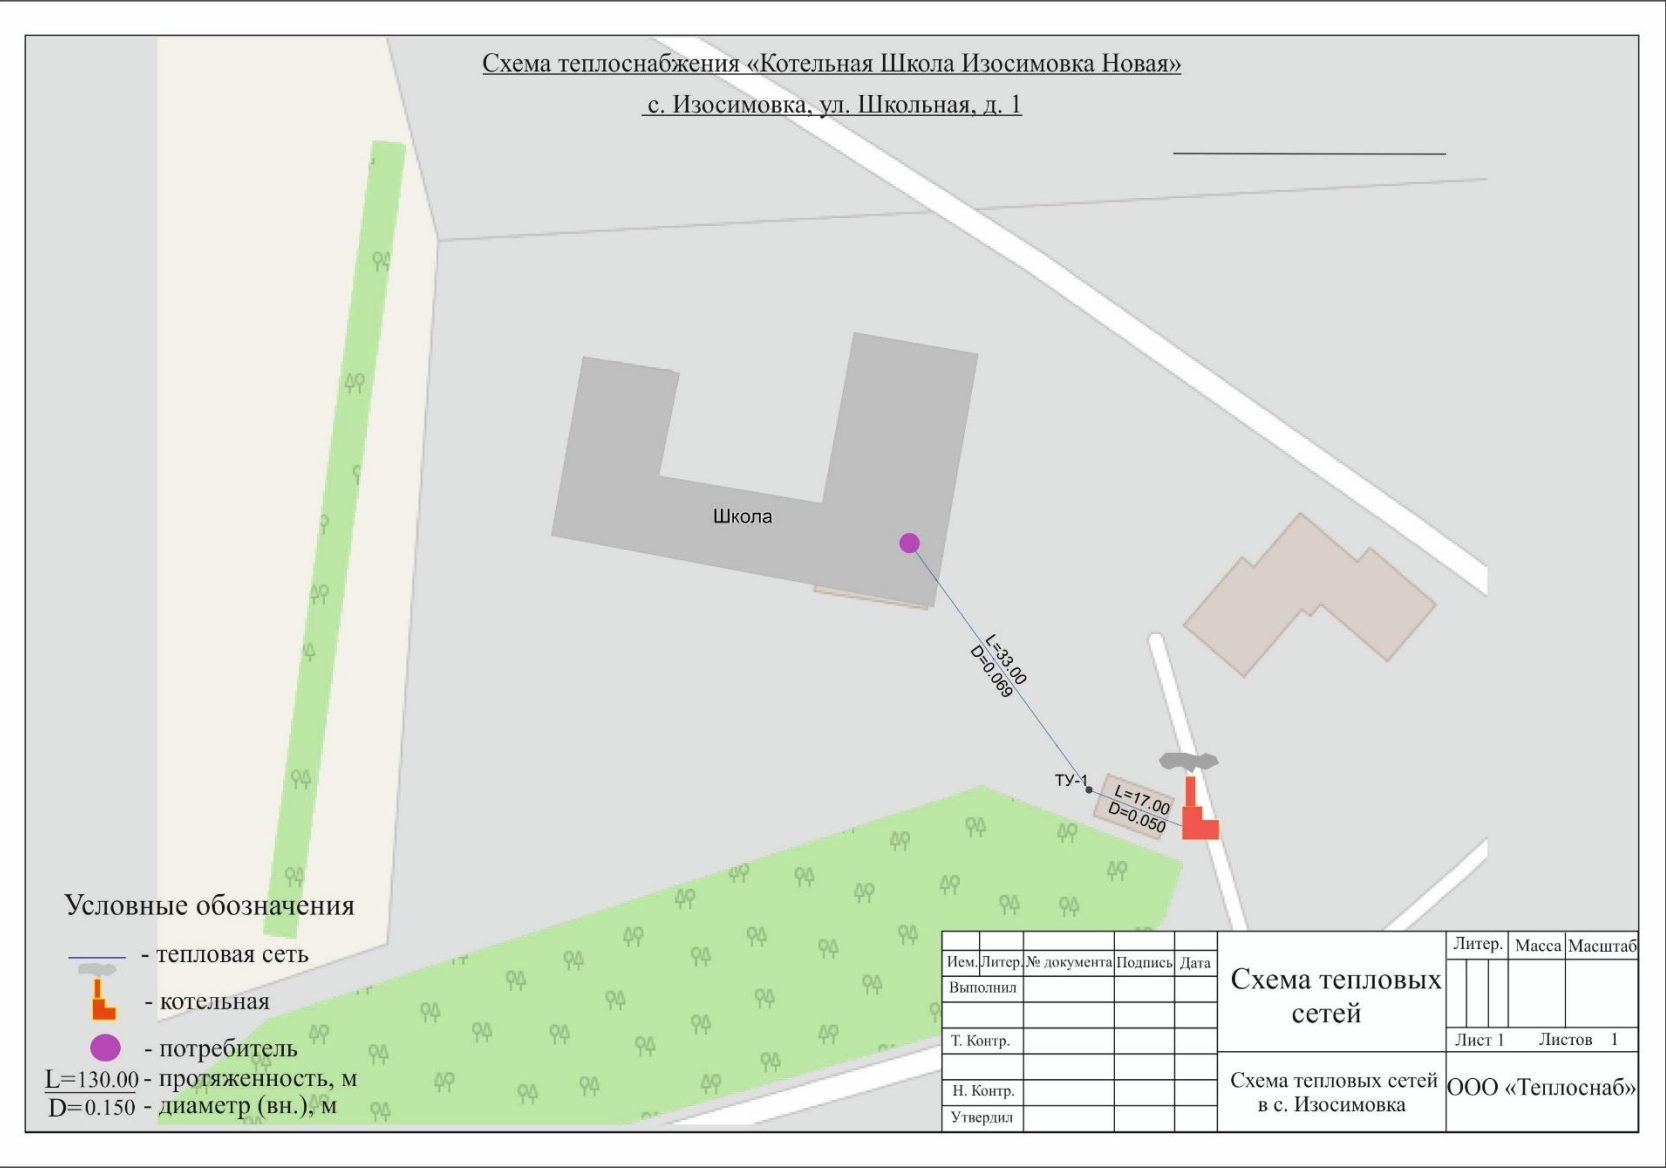 Схема теплоснабжения «Котельная Школа Изосимовка Новая»
с. Изосимовка, ул. Школьная, д. 1
Школа
L=33.00
D=0.069
ТУ-1
L=17.00
D=0.050
Условные обозначения
- тепловая сеть
- котельная
- потребитель
L=130.00 - протяженность, м
D=0.150 - диаметр (вн.), м
Ием. Литер. № документа Подпись Дата
Выполнил
Т. Контр.
Н. Контр.
Утвердил
Схема тепловых
сетей
Схема тепловых сетей
в с. Изосимовка
Литер. Масса Масштаб
Лист 1 Листов 1
ООО «Теплоснаб»